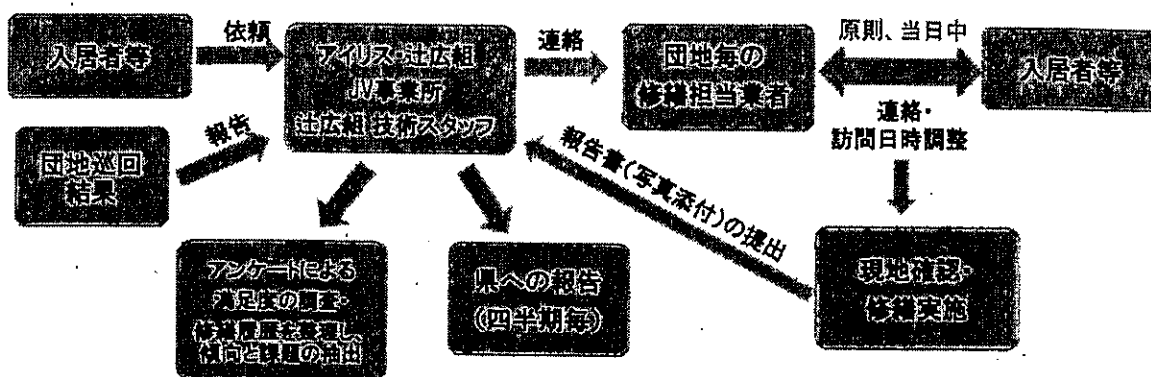 入居者等
依頼
アイリス・辻広組
JV事業所
辻広組 技術スタッフ
連絡
団地毎の
修繕担当業者
原則、当日中
連絡・
訪問日時調整
入居者等
団地巡回
結果
報告
報告書(写真添付)の提出
アンケートによる
満足度の調査・
修繕履歴を整理し
傾向と課題の抽出
県への報告
(四半期毎)
現地確認・
修繕実施